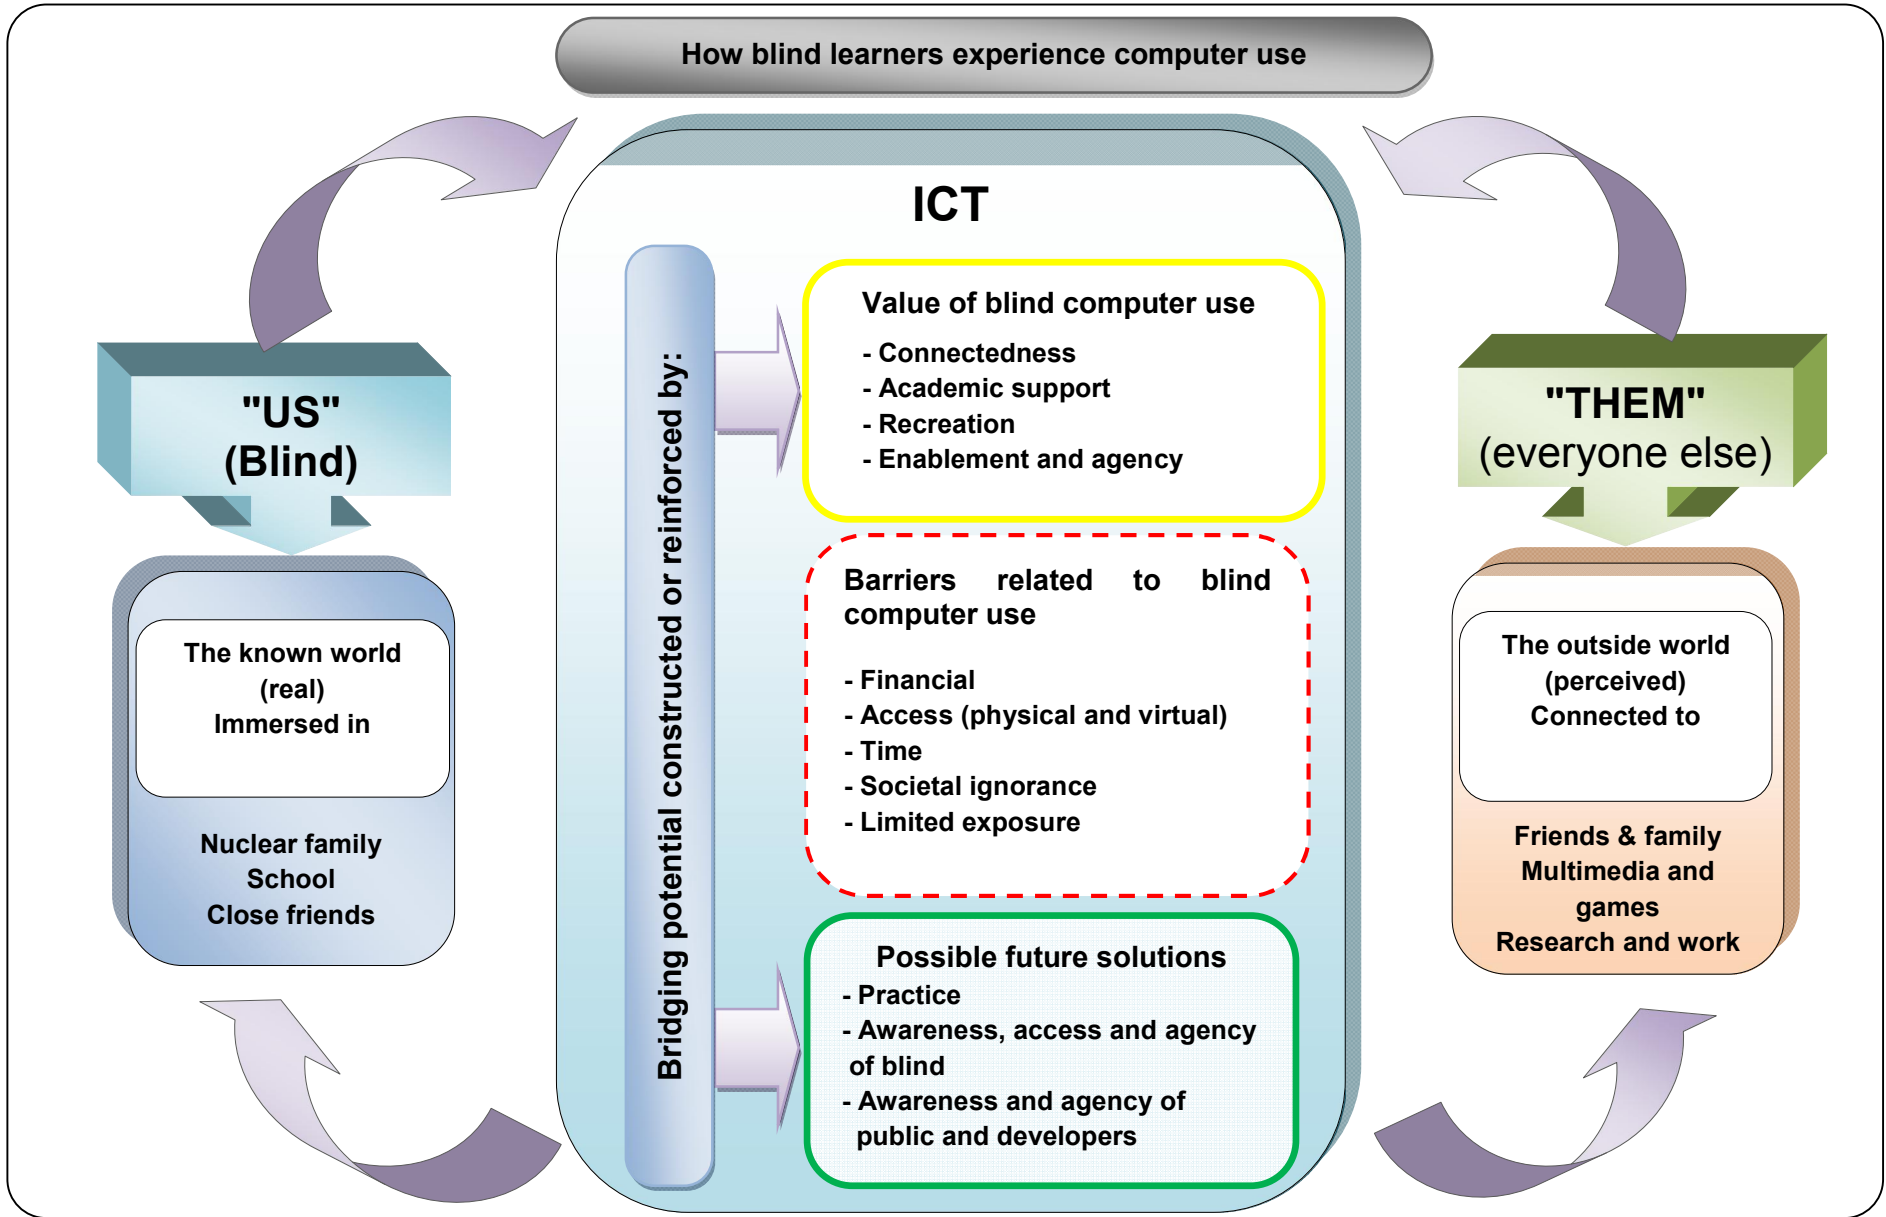 How blind learners experience computer use
"US"
(Blind)
The known world
(real)
Immersed in
Nuclear family
School
Close friends
ICT
Bridging potential constructed or reinforced by:
Value of blind computer use
- Connectedness
- Academic support
- Recreation
- Enablement and agency
Barriers related to blind
computer use
- Financial
- Access (physical and virtual)
- Time
- Societal ignorance
- Limited exposure
Possible future solutions
- Practice
- Awareness, access and agency
of blind
- Awareness and agency of
public and developers
"THEM"
(everyone else)
The outside world
(perceived)
Connected to
Friends & family
Multimedia and
games
Research and work